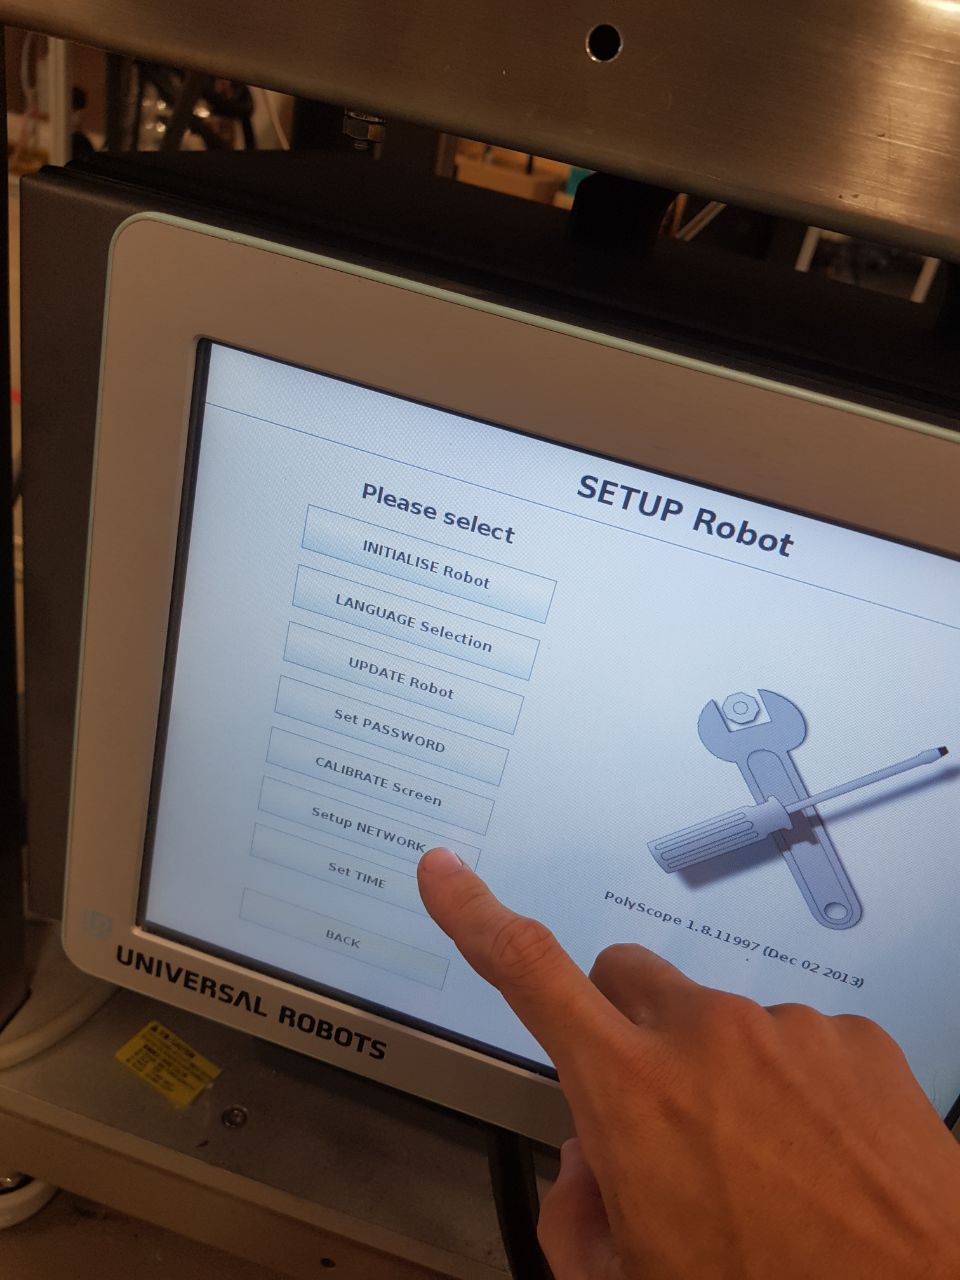 SETUP Robot
Please select
INITIALISE Robot
LANGUAGE Selection
UPDATE Robot
Set PASSWORD
CALIBRATE Screen
Setup NETWORK
Set TIME
BACK
PolyScope 1.8.11997 (Dec 02 2013)
UNIVERSAL ROBOTS